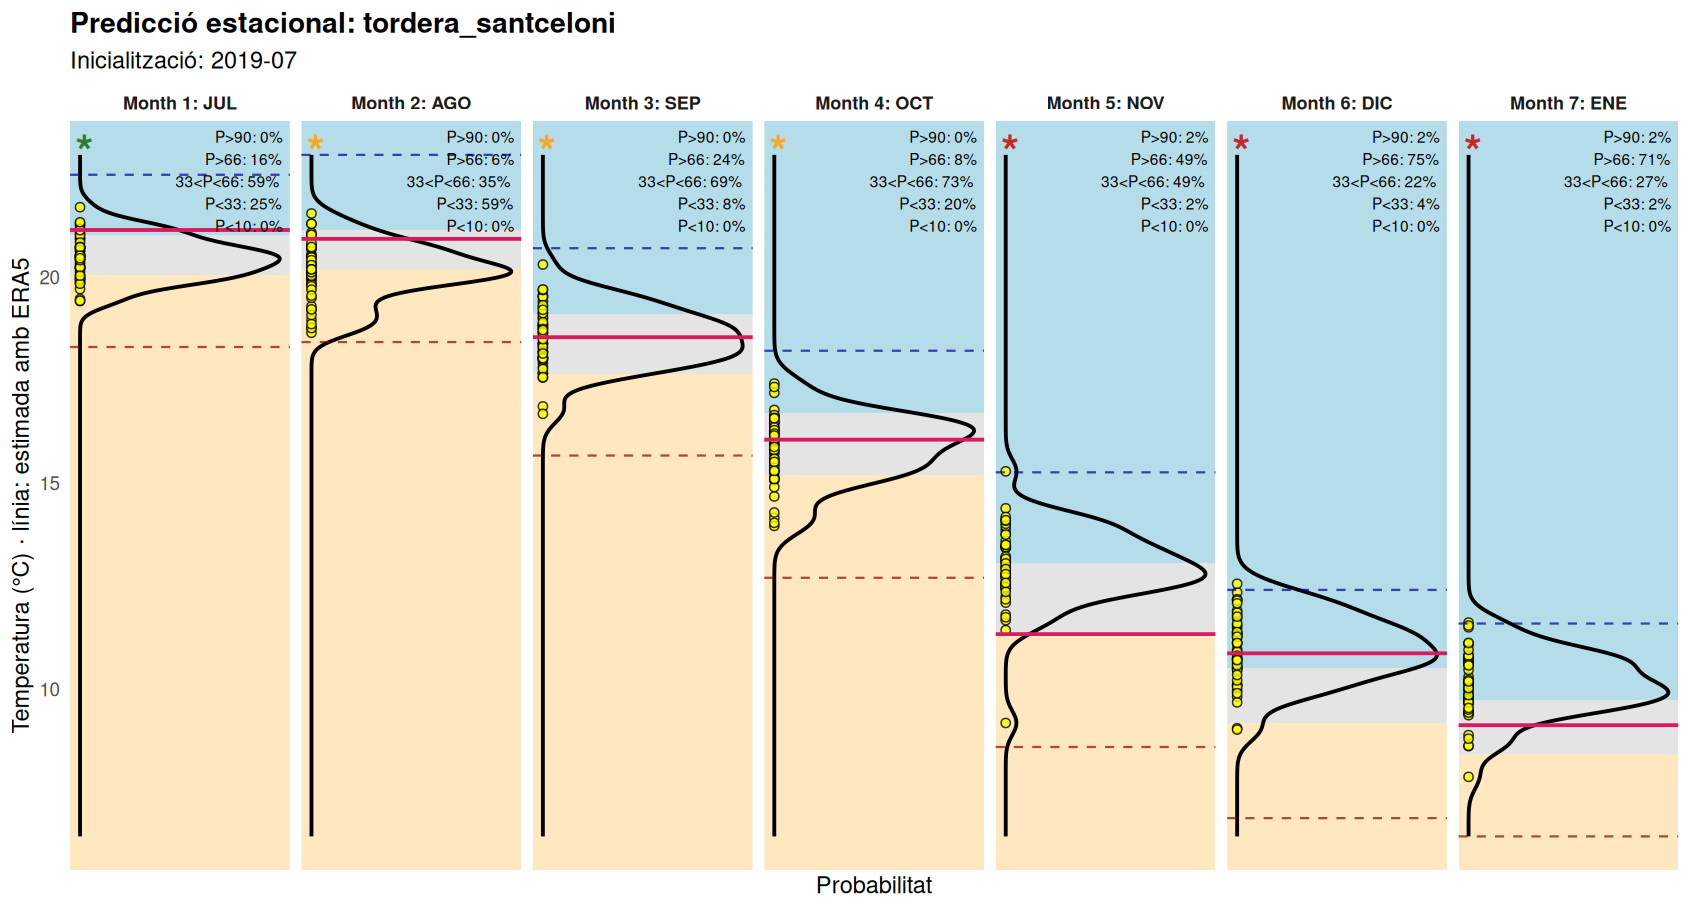 Predicció estacional: tordera_santceloni
Inicialització: 2019-07
Month 1: JUL
Month 2: AGO
Month 3: SEP
Month 4: OCT
Month 5: NOV
Month 6: DIC
Month 7: ENE
*
P>90: 0%
P>66: 16%
33<P<66: 59%
P<33: 25%
P<10: 0%
*
P>90: 0%
P>66: 6%
33<P<66: 35%
P<33: 59%
P<10: 0%
*
P>90: 0%
P>66: 24%
33<P<66: 69%
P<33: 8%
P<10: 0%
*
P>90: 0%
P>66: 8%
33<P<66: 73%
P<33: 20%
P<10: 0%
*
P>90: 2%
P>66: 49%
33<P<66: 49%
P<33: 2%
P<10: 0%
*
P>90: 2%
P>66: 75%
33<P<66: 22%
P<33: 4%
P<10: 0%
*
P>90: 2%
P>66: 71%
33<P<66: 27%
P<33: 2%
P<10: 0%
20
15
10
Temperatura (°C) · línia: estimada amb ERA5
Probabilitat